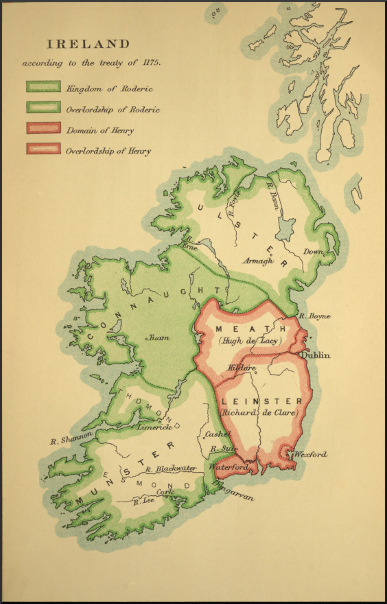 IRELAND
according to the treaty of 1175.
Kingdom of Roderic
Overlordship of Roderic
Domain of Henry
Overlordship of Henry
ULSTER
R. Foyle
R. Bann
Erne
Armagh
Down
CONNAUGHT
Tuam
R. Boyne
MEATH
(Hugh de Lacy)
Dublin
Kildare
LEINSTER
(Richard de Clare)
THOMOND
R. Shannon
Limerick
Cashel
R. Suir
Wexford
Waterford
MUNSTER
DESMOND
R. Blackwater
Dungarvan
Cork
R. Lee